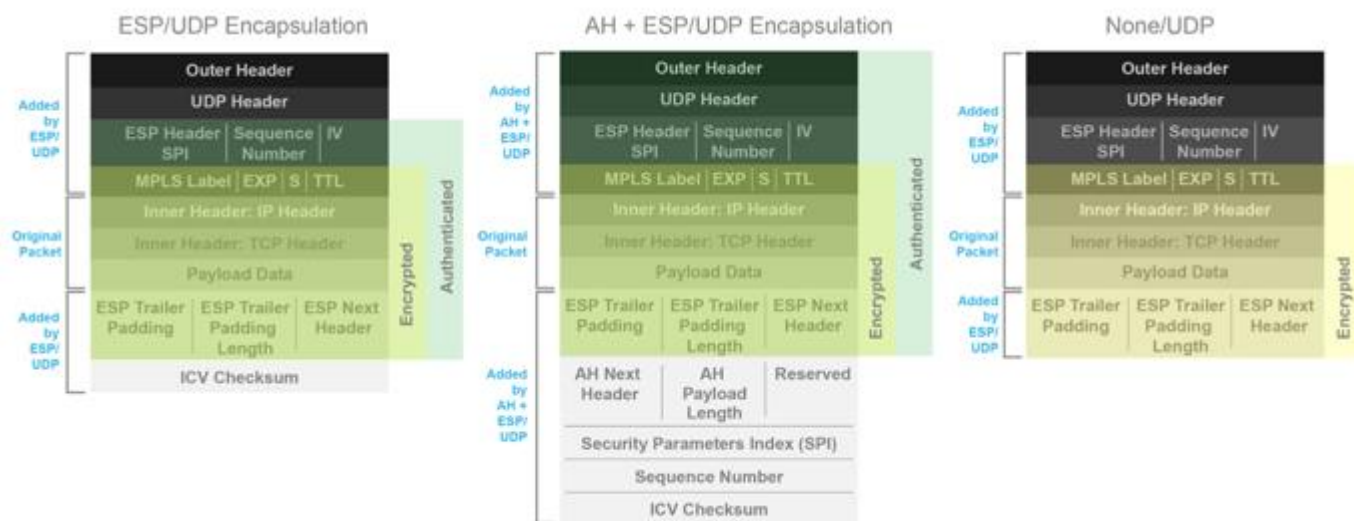 ESP/UDP Encapsulation
Added
by
ESP/
UDP
Outer Header
UDP Header
ESP Header
SPI
Sequence
Number
IV
MPLS Label
EXP
S
TTL
Original
Packet
Inner Header: IP Header
Inner Header: TCP Header
Payload Data
Added
by
ESP/
UDP
ESP Trailer
Padding
ESP Trailer
Padding
Length
ESP Next
Header
ICV Checksum
Encrypted
Authenticated
AH + ESP/UDP Encapsulation
Added
by
AH +
ESP/
UDP
Outer Header
UDP Header
ESP Header
SPI
Sequence
Number
IV
MPLS Label
EXP
S
TTL
Original
Packet
Inner Header: IP Header
Inner Header: TCP Header
Payload Data
Added
by
AH +
ESP/
UDP
ESP Trailer
Padding
ESP Trailer
Padding
Length
ESP Next
Header
AH Next
Header
AH
Payload
Length
Reserved
Security Parameters Index (SPI)
Sequence Number
ICV Checksum
Encrypted
Authenticated
None/UDP
Added
by
ESP/
UDP
Outer Header
UDP Header
ESP Header
SPI
Sequence
Number
IV
MPLS Label
EXP
S
TTL
Original
Packet
Inner Header: IP Header
Inner Header: TCP Header
Payload Data
Added
by
ESP/
UDP
ESP Trailer
Padding
ESP Trailer
Padding
Length
ESP Next
Header
Encrypted